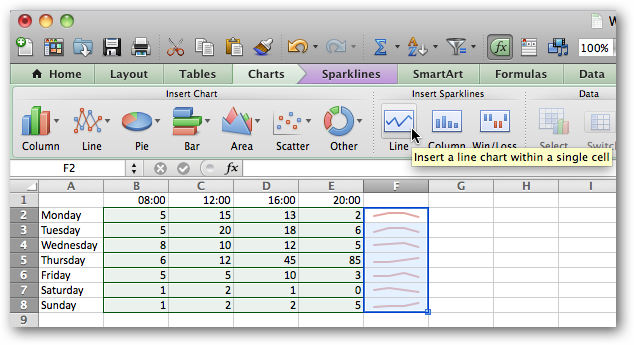 W
100%
Home Layout Tables Charts Sparklines SmartArt Formulas Data
Insert Chart Insert Sparklines Data
Column Line Pie Bar Area Scatter Other Line Column Win/Loss Select Switch
Insert a line chart within a single cell
F2 fx
A B C D E F G H I
1 08:00 12:00 16:00 20:00
2 Monday 5 15 13 2
3 Tuesday 5 20 18 6
4 Wednesday 8 10 12 5
5 Thursday 6 12 45 85
6 Friday 5 5 10 3
7 Saturday 1 2 1 0
8 Sunday 1 2 2 5
9